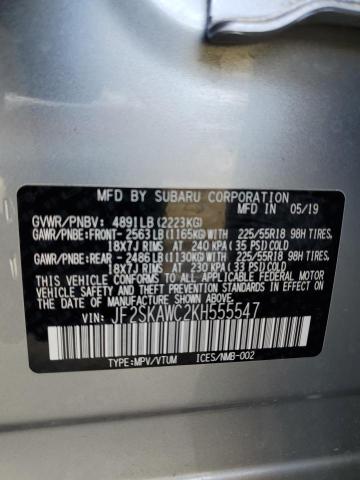 MFD BY SUBARU CORPORATION
GVWR/PNBV: 4891LB(2223KG) MFD IN 05/19
GAWR/PNBE:FRONT- 2563LB(1165KG)WITH 225/55R18 98H TIRES
18X7J RIMS AT 240 KPA(35 PSI)COLD
GAWR/PNBE:REAR - 2486LB(1130KG)WITH 225/55R18 98H TIRES
18X7J RIMS AT 230 KPA(33 PSI)COLD
THIS VEHICLE CONFORMS TO ALL APPLICABLE FEDERAL MOTOR
VEHICLE SAFETY, BUMPER, AND THEFT PREVENTION STANDARDS
IN EFFECT ON THE DATE OF MANUFACTURE SHOWN ABOVE.
VIN: JF2SKAWC2KH555547
TYPE:MPV/VTUM ICES/NMB-002